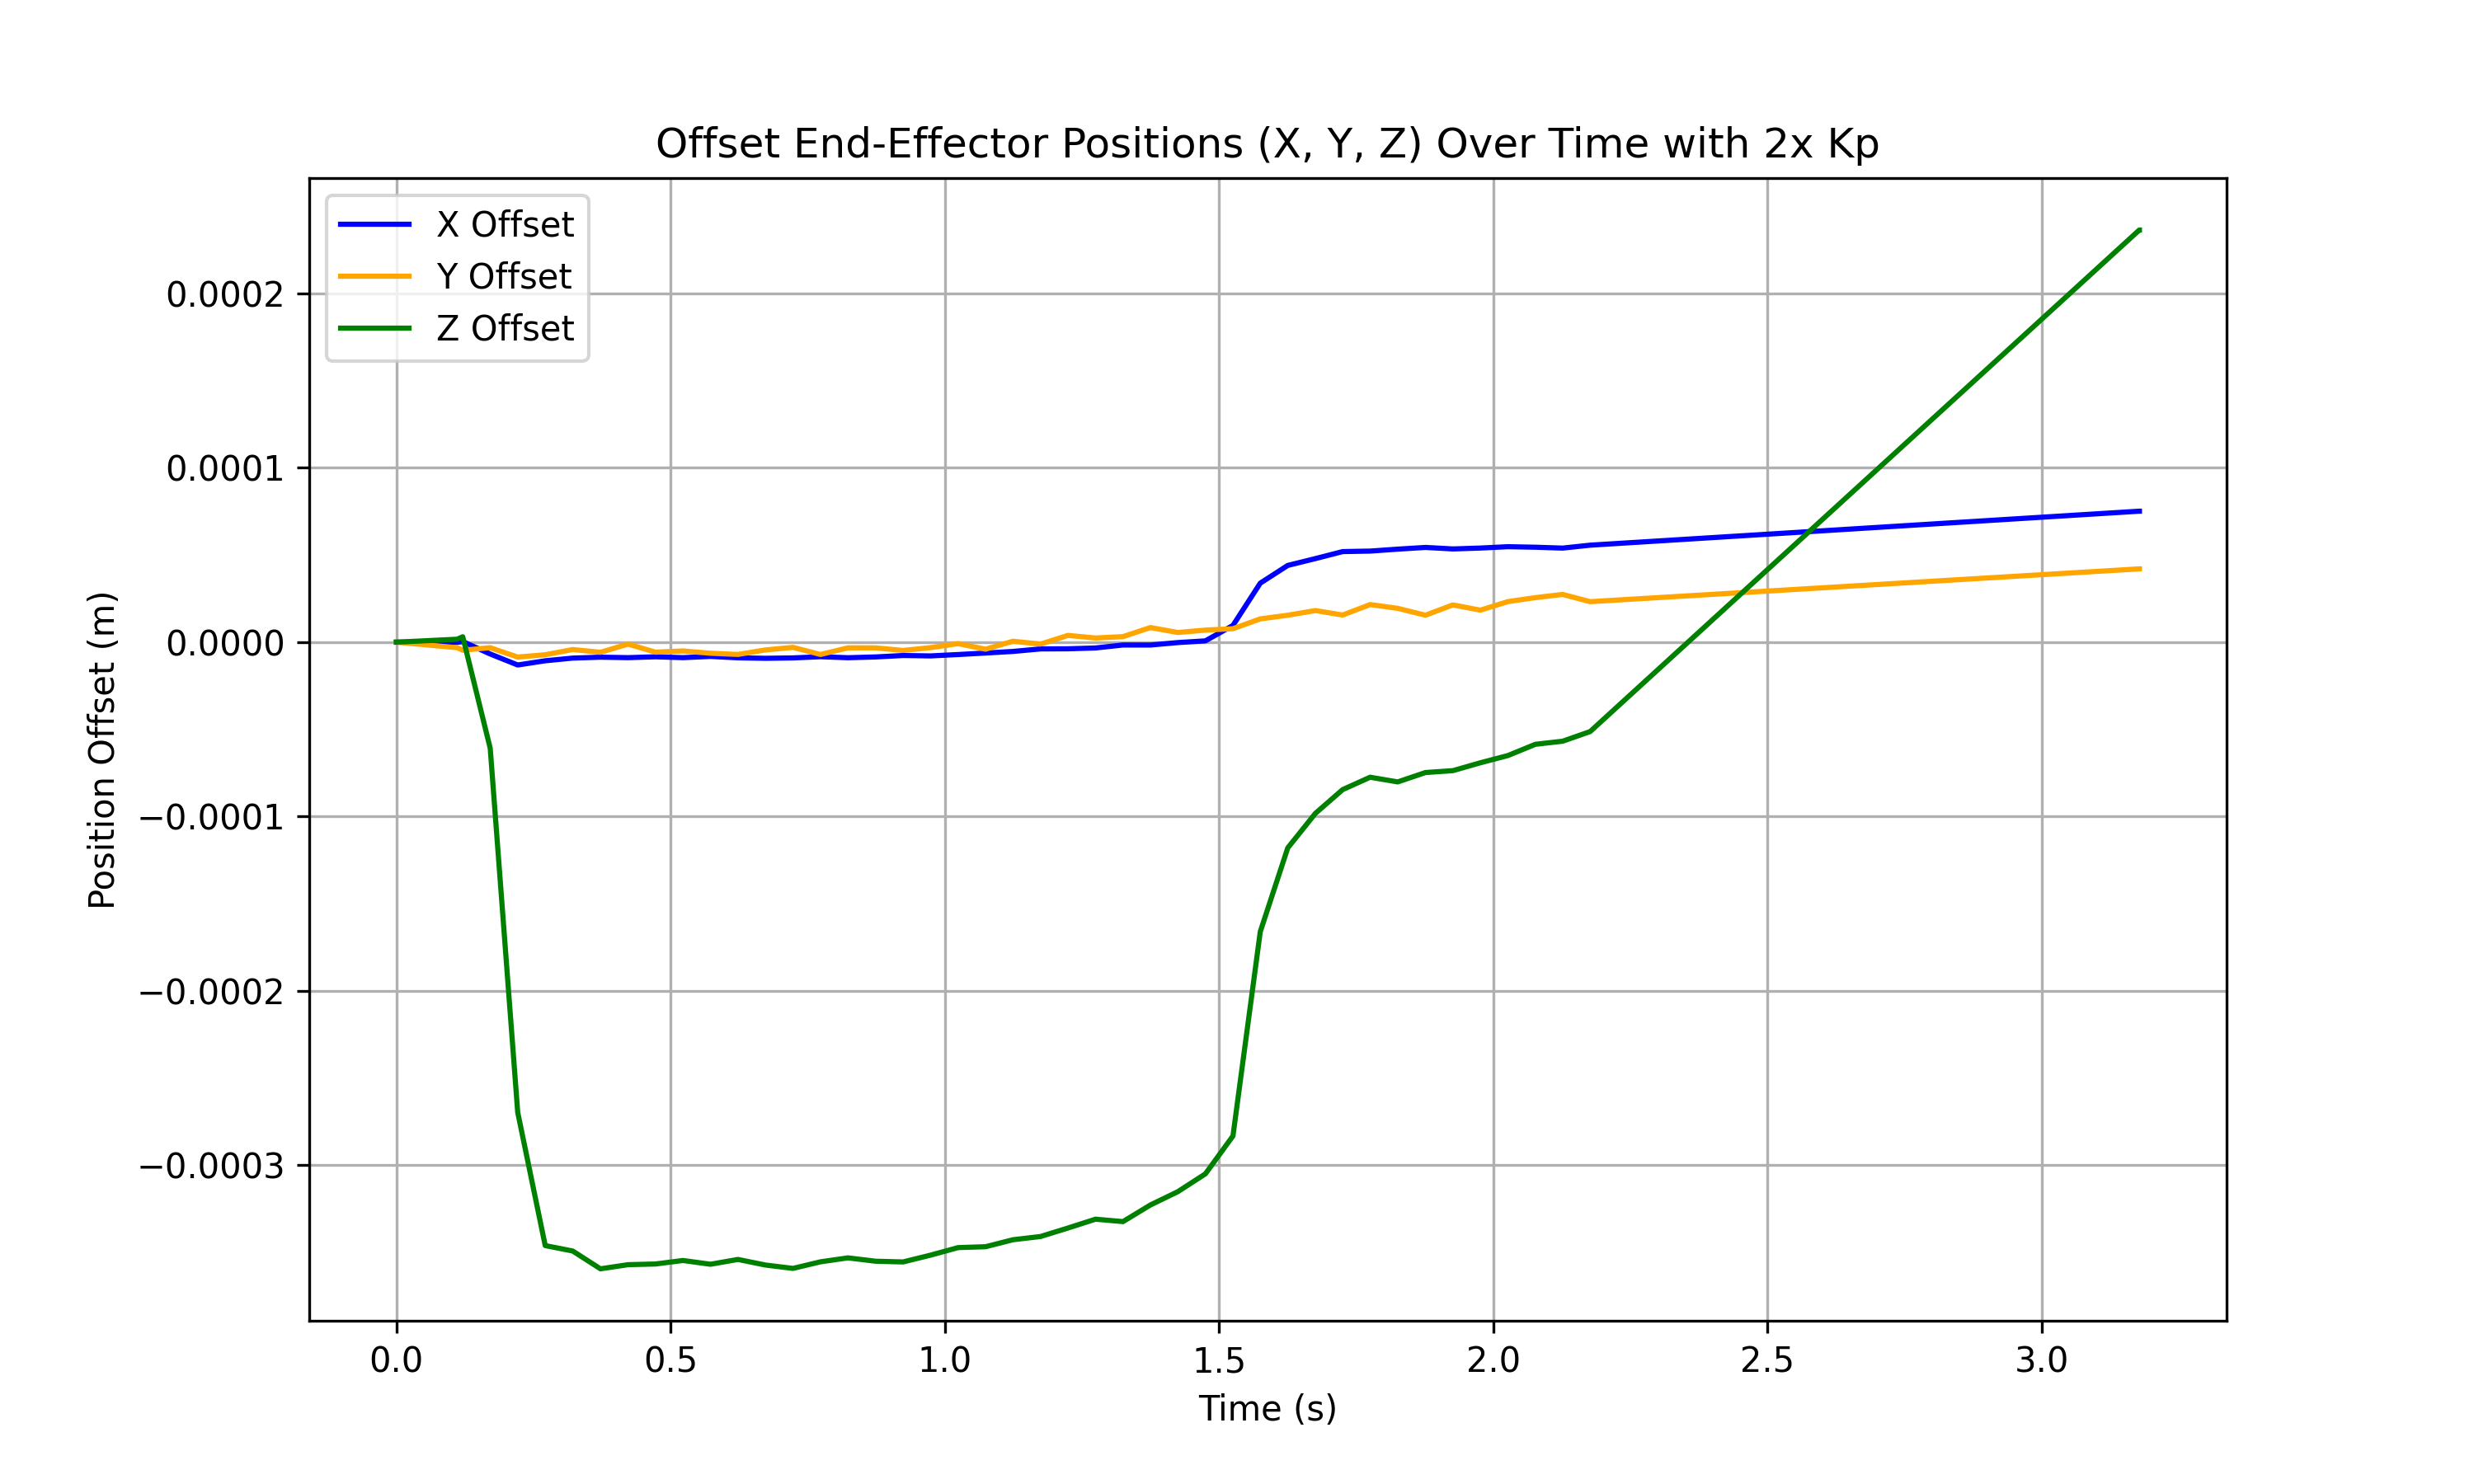 Offset End-Effector Positions (X, Y, Z) Over Time with 2x Kp
X Offset
Y Offset
Z Offset
0.0002
0.0001
0.0000
−0.0001
−0.0002
−0.0003
Position Offset (m)
0.0 0.5 1.0 1.5 2.0 2.5 3.0
Time (s)